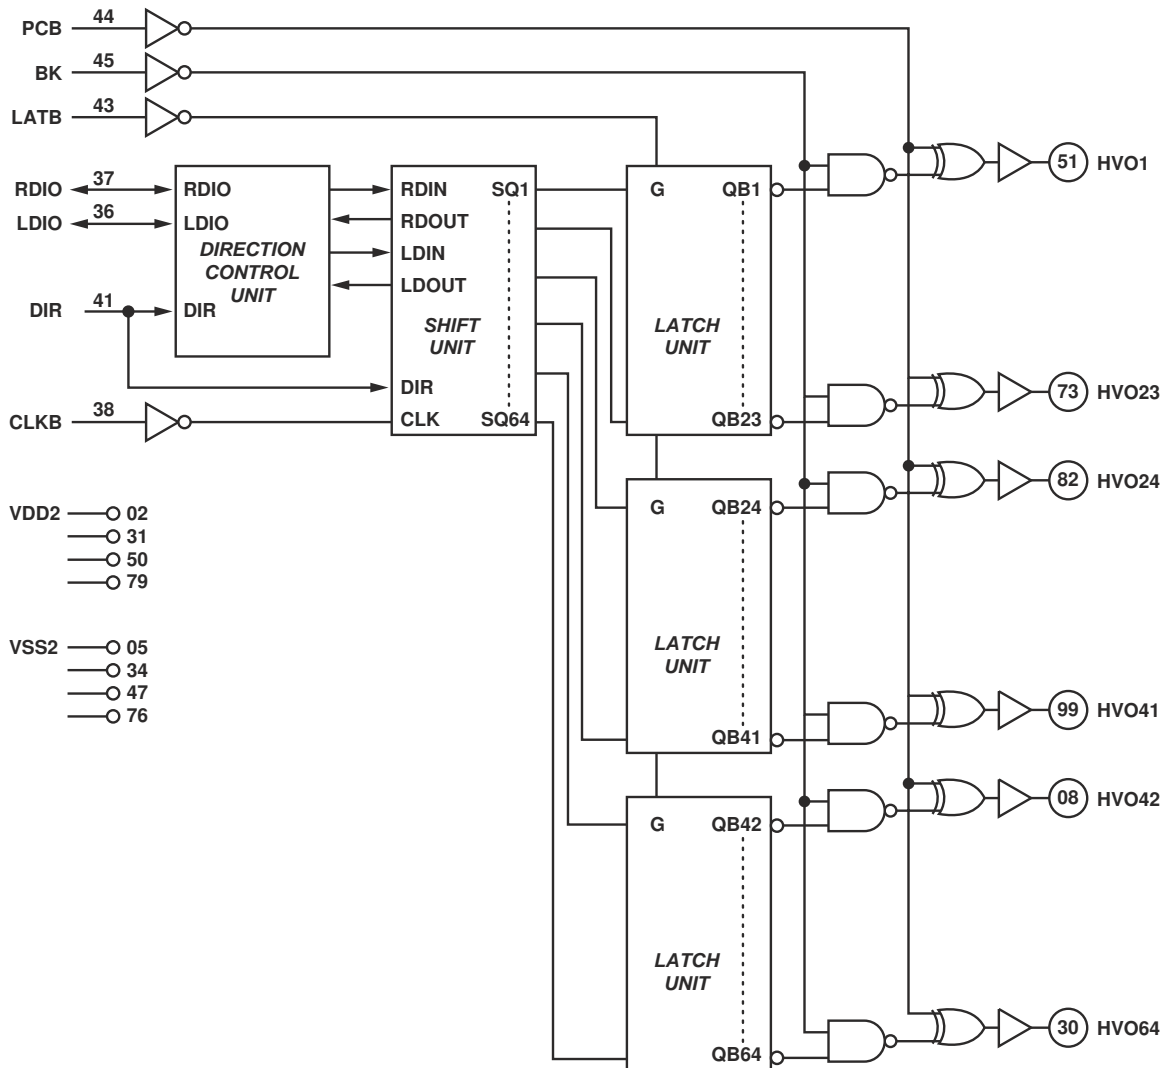 PCB 44
BK 45
LATB 43
51 HVO1
RDIO 37 RDIO RDIN SQ1 G QB1
LDIO 36 LDIO RDOUT
DIRECTION LDIN
CONTROL LDOUT
UNIT
DIR 41 DIR
SHIFT
UNIT
LATCH
UNIT
DIR
73 HVO23
CLKB 38 CLK SQ64 QB23
82 HVO24
G QB24
VDD2 02
31
50
79
VSS2 05
34
47
76
LATCH
UNIT
99 HVO41
QB41
08 HVO42
G QB42
LATCH
UNIT
30 HVO64
QB64